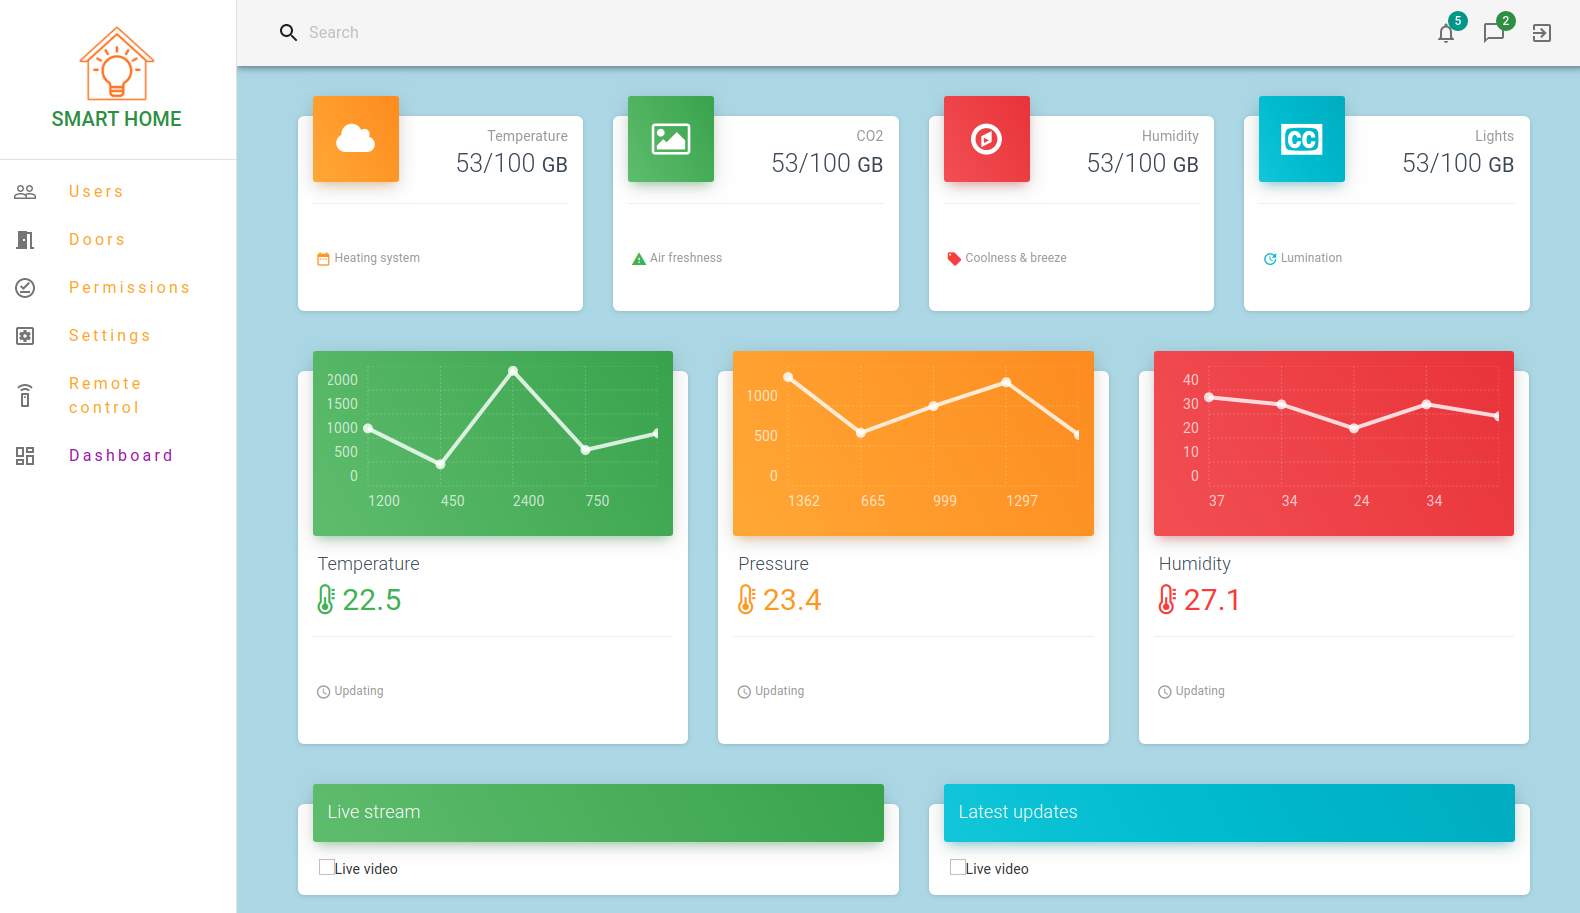 Search
5
2
SMART HOME
Users
Doors
Permissions
Settings
Remote
control
Dashboard
Temperature
53/100 GB
Heating system
CO2
53/100 GB
Air freshness
Humidity
53/100 GB
Coolness & breeze
Lights
53/100 GB
CC
Lumination
2000
1500
1000
500
0
1200 450 2400 750
Temperature
22.5
Updating
1000
500
0
1362 665 999 1297
Pressure
23.4
Updating
40
30
20
10
0
37 34 24 34
Humidity
27.1
Updating
Live stream
Live video
Latest updates
Live video